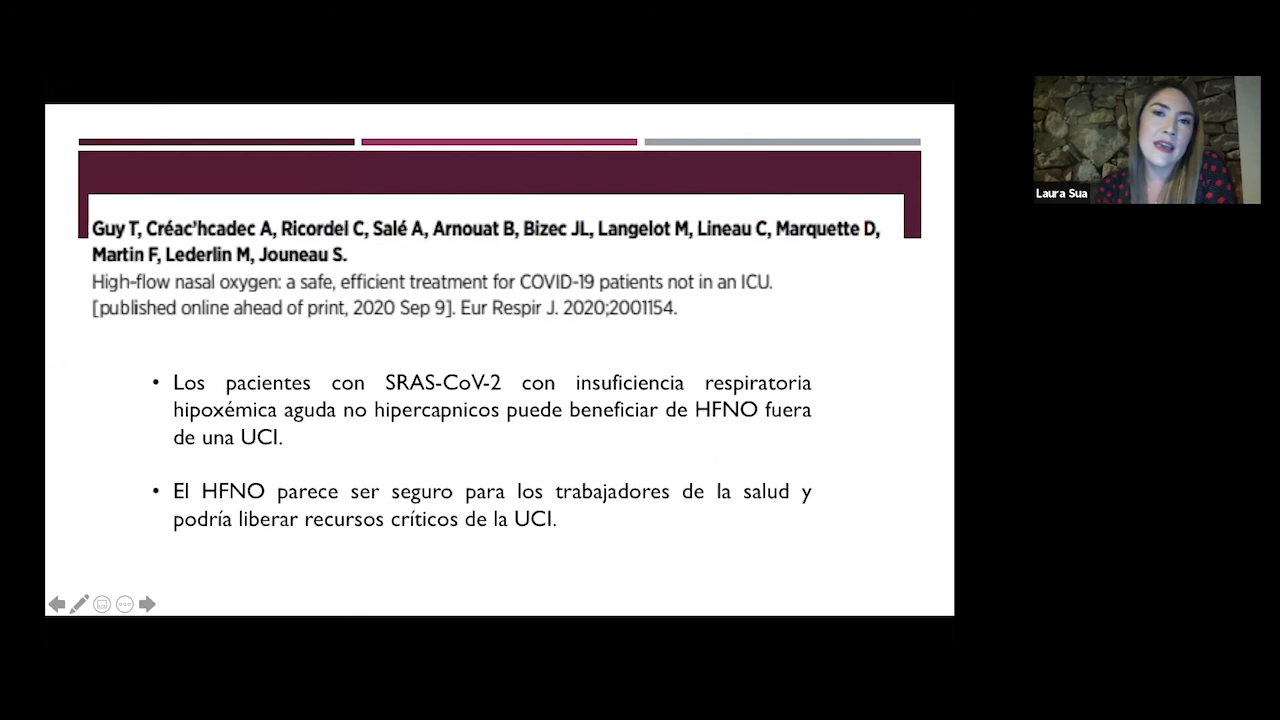 Guy T, Créac'hcadec A, Ricordel C, Salé A, Arnouat B, Bizec JL, Langelot M, Lineau C, Marquette D,
Martin F, Lederlin M, Jouneau S.
High-flow nasal oxygen: a safe, efficient treatment for COVID-19 patients not in an ICU.
[published online ahead of print, 2020 Sep 9]. Eur Respir J. 2020;2001154.
• Los pacientes con SRAS-CoV-2 con insuficiencia respiratoria
hipoxémica aguda no hipercapnicos puede beneficiar de HFNO fuera
de una UCI.
• El HFNO parece ser seguro para los trabajadores de la salud y
podría liberar recursos críticos de la UCI.
Laura Sua